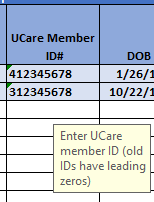 UCare Member
ID# DOB
412345678 1/26/1
312345678 10/22/1
Enter UCare
member ID (old
IDs have leading
zeros)